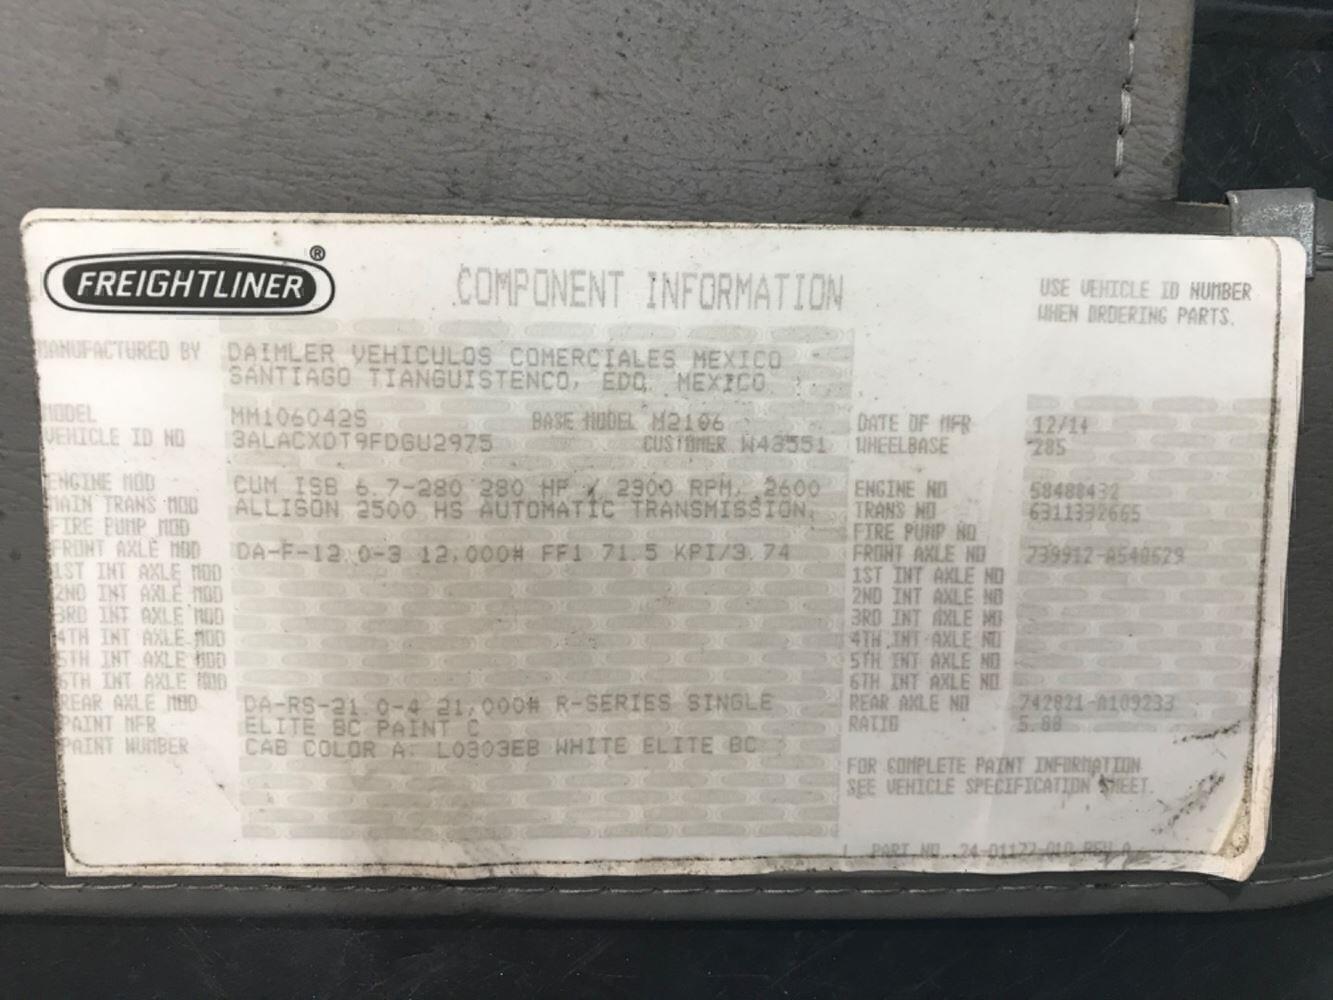 FREIGHTLINER ®
COMPONENT INFORMATION
USE VEHICLE ID NUMBER
WHEN ORDERING PARTS.
MANUFACTURED BY DAIMLER VEHICULOS COMERCIALES MEXICO
SANTIAGO TIANGUISTENCO, EDO. MEXICO
MODEL MM106042S BASE MODEL M2106 DATE OF MFR 12/14
VEHICLE ID NO 3ALACXDT9FDGU2975 CUSTOMER W43551 WHEELBASE 285
ENGINE MOD CUM ISB 6.7-280 280 HP / 2300 RPM, 2600 ENGINE NO
MAIN TRANS MOD ALLISON 2500 HS AUTOMATIC TRANSMISSION, TRANS NO 6311332665
FIRE PUMP MOD FIRE PUMP NO
FRONT AXLE MOD DA-F-12.0-3 12,000# FF1 71.5 KPI/3.74 FRONT AXLE NO 739912-A540629
1ST INT AXLE MOD 1ST INT AXLE NO
2ND INT AXLE MOD 2ND INT AXLE NO
3RD INT AXLE MOD 3RD INT AXLE NO
4TH INT AXLE MOD 4TH INT AXLE NO
5TH INT AXLE MOD 5TH INT AXLE NO
6TH INT AXLE MOD 6TH INT AXLE NO
REAR AXLE MOD DA-RS-21.0-4 21,000# R-SERIES SINGLE REAR AXLE NO 742821-A109233
PAINT MFR ELITE BC PAINT C RATIO
PAINT NUMBER CAB COLOR A: L0303EB WHITE ELITE BC
FOR COMPLETE PAINT INFORMATION
SEE VEHICLE SPECIFICATION SHEET.
PART NO.